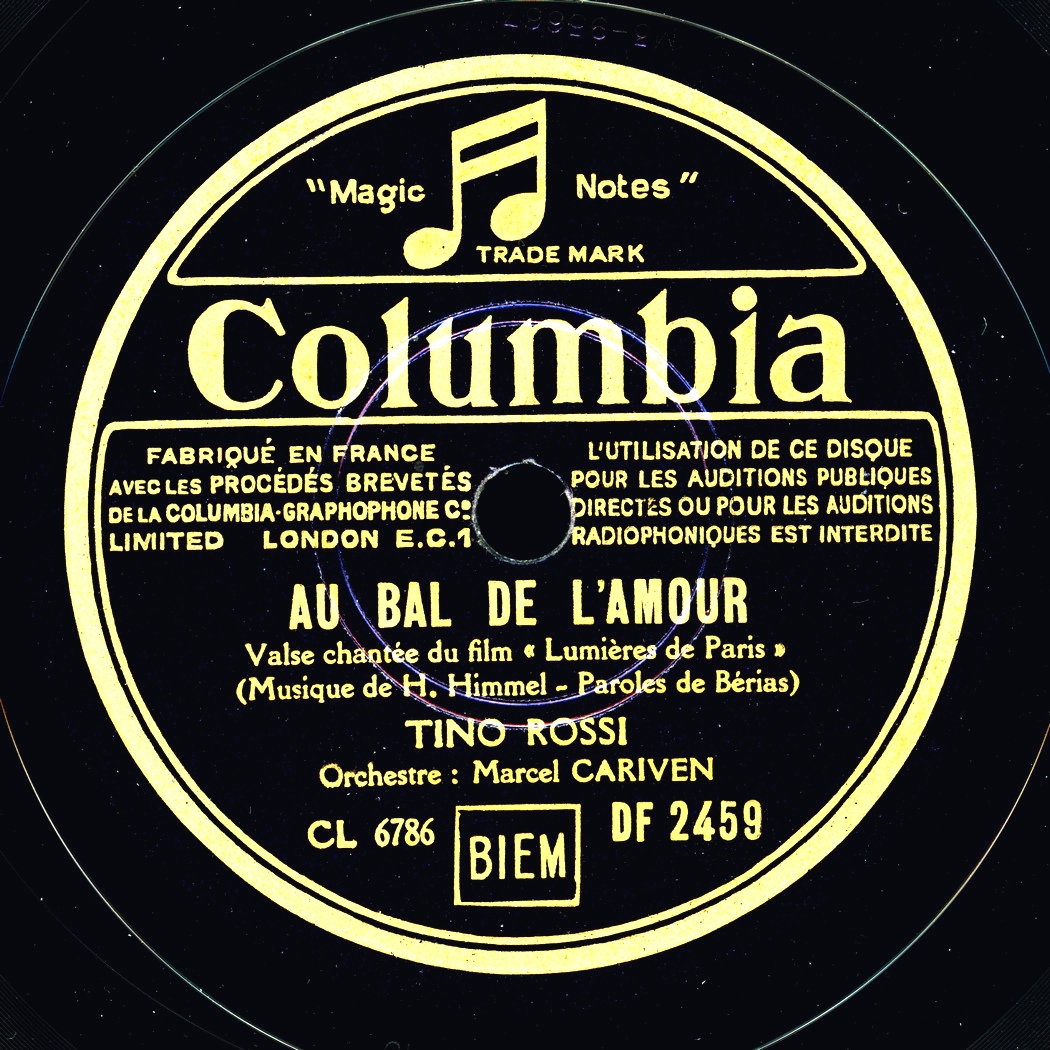 "Magic Notes"
TRADE MARK
Columbia
FABRIQUÉ EN FRANCE
AVEC LES PROCÉDÉS BREVETÉS
DE LA COLUMBIA-GRAPHOPHONE Cº
LIMITED LONDON E.C.1
L'UTILISATION DE CE DISQUE
POUR LES AUDITIONS PUBLIQUES
DIRECTES OU POUR LES AUDITIONS
RADIOPHONIQUES EST INTERDITE
AU BAL DE L'AMOUR
Valse chantée du film « Lumières de Paris »
(Musique de H. Himmel - Paroles de Bérias)
TINO ROSSI
Orchestre : Marcel CARIVEN
CL 6786
BIEM
DF 2459